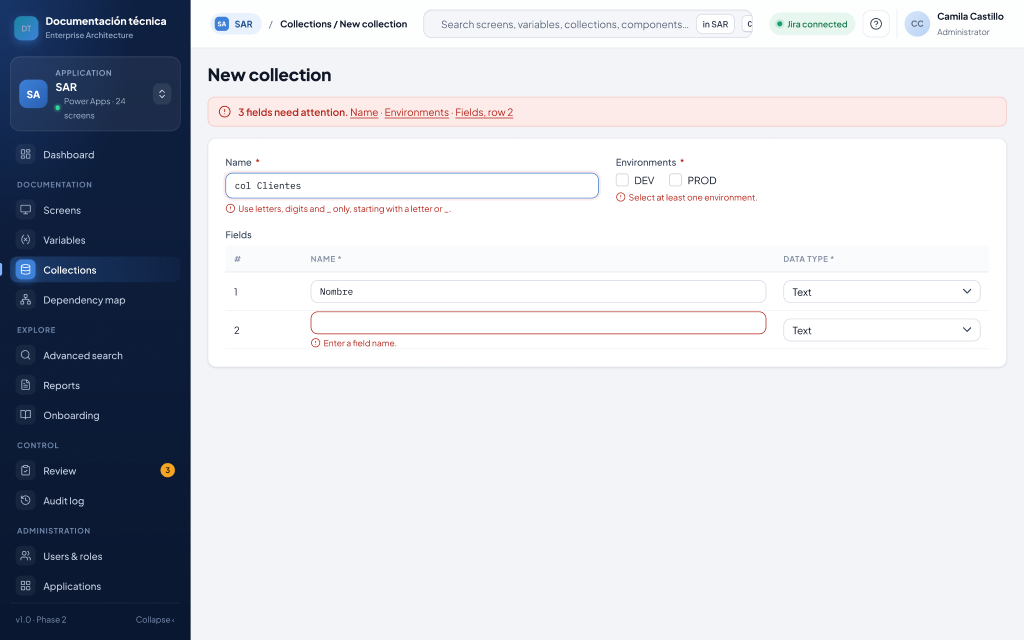 DT
Documentación técnica
Enterprise Architecture
APPLICATION
SA
SAR
Power Apps · 24
screens
Dashboard
DOCUMENTATION
Screens
Variables
Collections
Dependency map
EXPLORE
Advanced search
Reports
Onboarding
CONTROL
Review
3
Audit log
ADMINISTRATION
Users & roles
Applications
v1.0 · Phase 2
Collapse ‹
SA SAR / Collections / New collection
Search screens, variables, collections, components...
in SAR
Jira connected
CC
Camila Castillo
Administrator
New collection
3 fields need attention. Name · Environments · Fields, row 2
Name *
col Clientes
Use letters, digits and _ only, starting with a letter or _.
Environments *
DEV
PROD
Select at least one environment.
Fields
# NAME * DATA TYPE *
1 Nombre Text
2 Text
Enter a field name.